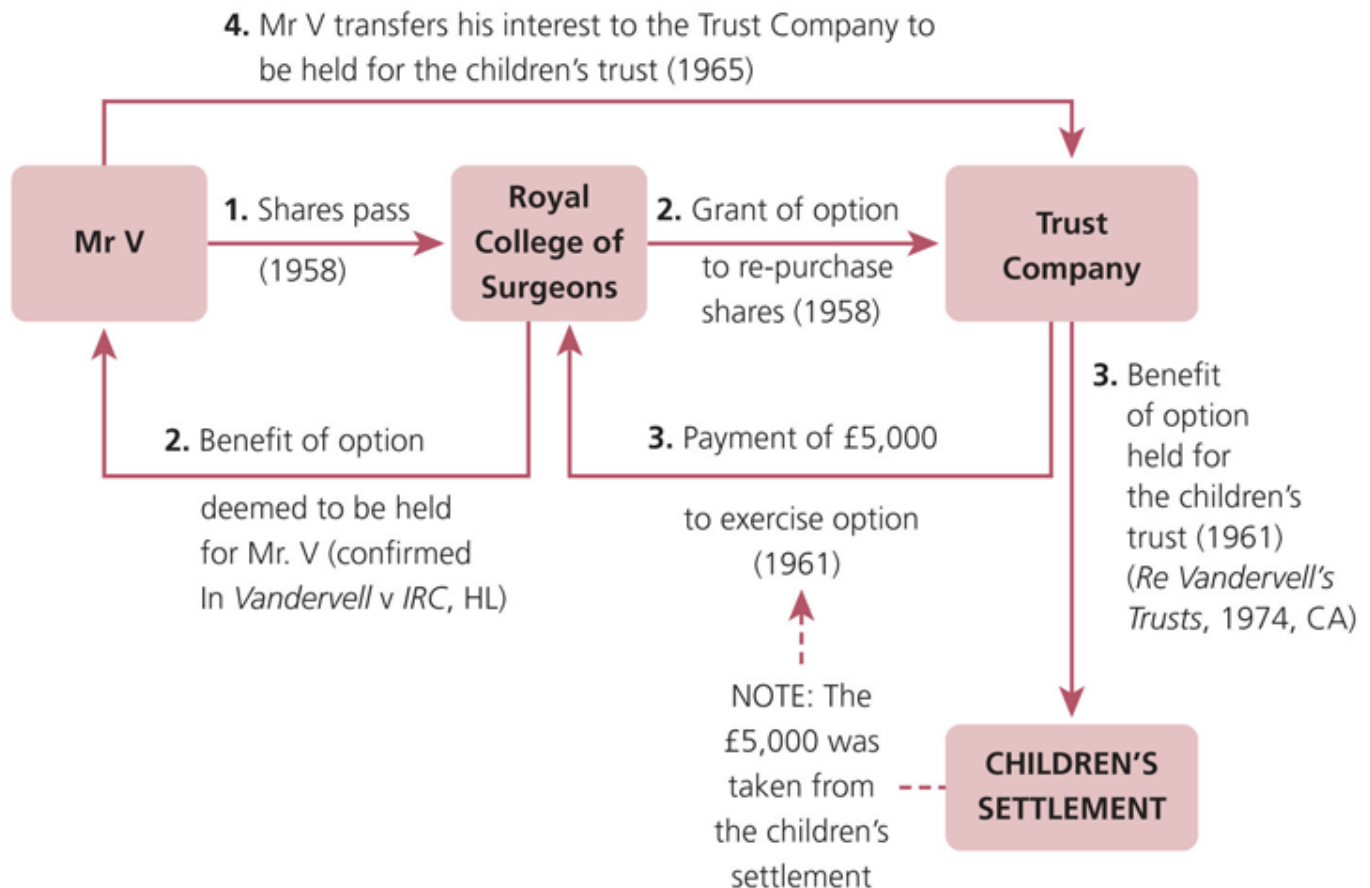 4. Mr V transfers his interest to the Trust Company to
be held for the children's trust (1965)
Mr V
1. Shares pass
(1958)
Royal
College of
Surgeons
2. Grant of option
to re-purchase
shares (1958)
Trust
Company
2. Benefit of option
deemed to be held
for Mr. V (confirmed
In Vandervell v IRC, HL)
3. Payment of £5,000
to exercise option
(1961)
3. Benefit
of option
held for
the children's
trust (1961)
(Re Vandervell's
Trusts, 1974, CA)
NOTE: The
£5,000 was
taken from
the children's
settlement
CHILDREN'S
SETTLEMENT